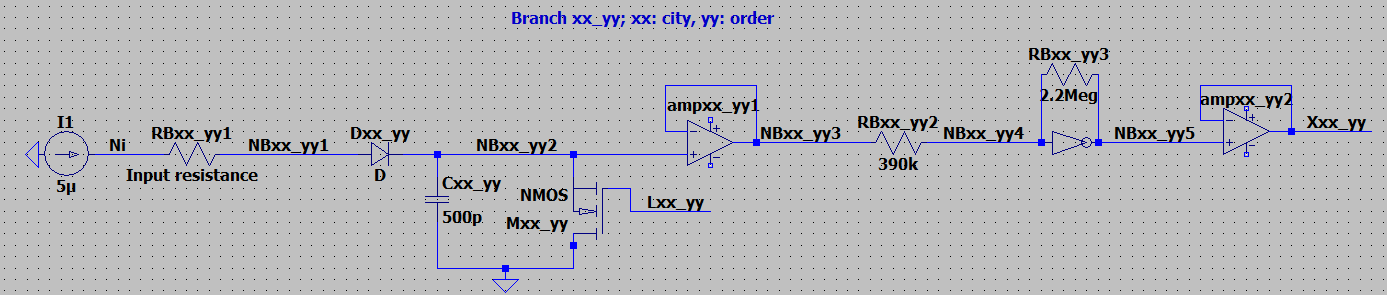 Branch xx_yy; xx: city, yy: order
I1
5µ
Ni
RBxx_yy1
Input resistance
NBxx_yy1
Dxx_yy
D
NBxx_yy2
Cxx_yy
500p
NMOS
Mxx_yy
Lxx_yy
ampxx_yy1
NBxx_yy3
RBxx_yy2
390k
NBxx_yy4
RBxx_yy3
2.2Meg
NBxx_yy5
ampxx_yy2
Xxx_yy